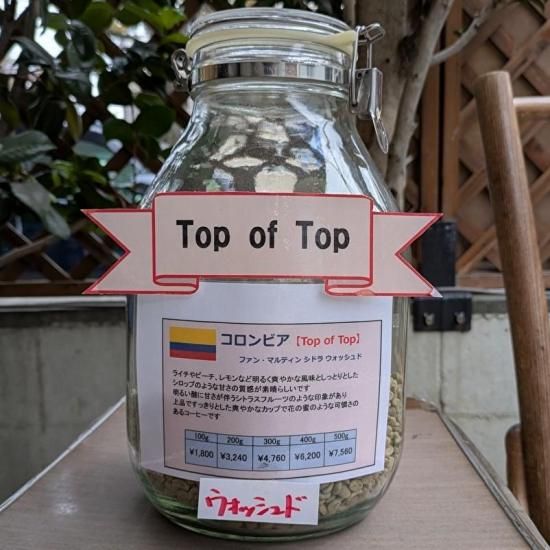 Top of Top
コロンビア【Top of Top】
ファン・マルティン シドラ ウォッシュド
ライチやピーチ、レモンなど明るく爽やかな風味としっとりとした
シロップのような甘さの質感が素晴らしいです
明るい酸に甘さが伴うシトラスフルーツのような印象があり
上品ですっきりとした爽やかなカップで花の蜜のような可憐さの
あるコーヒーです
100g 200g 300g 400g 500g
¥1,800 ¥3,240 ¥4,760 ¥6,200 ¥7,560
ウォッシュド